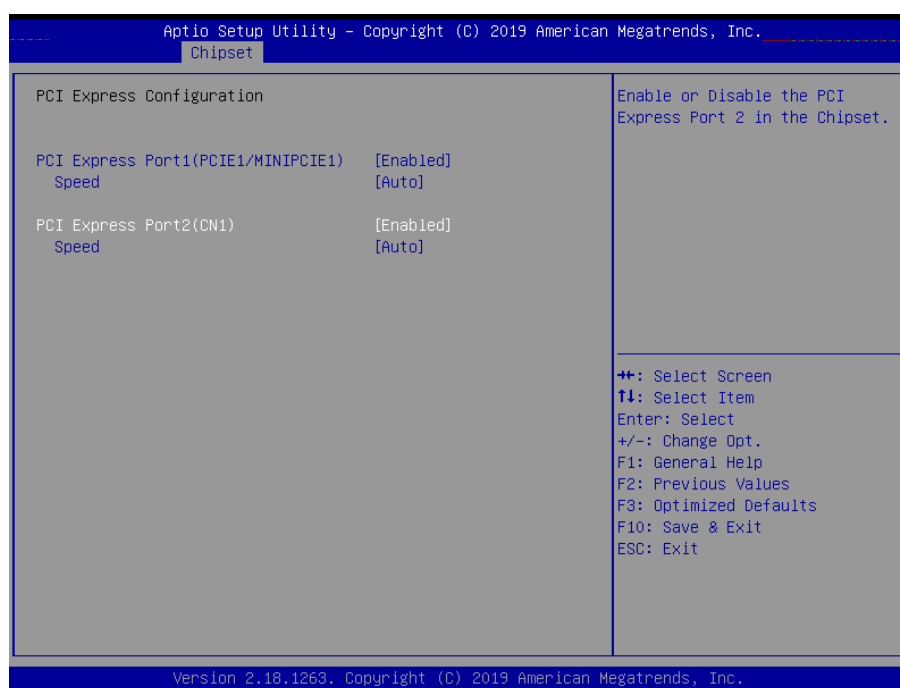 Aptio Setup Utility – Copyright (C) 2019 American Megatrends, Inc.
Chipset
PCI Express Configuration
PCI Express Port1(PCIE1/MINIPCIE1) [Enabled]
Speed [Auto]
PCI Express Port2(CN1) [Enabled]
Speed [Auto]
Enable or Disable the PCI
Express Port 2 in the Chipset.
→←: Select Screen
↑↓: Select Item
Enter: Select
+/-: Change Opt.
F1: General Help
F2: Previous Values
F3: Optimized Defaults
F10: Save & Exit
ESC: Exit
Version 2.18.1263. Copyright (C) 2019 American Megatrends, Inc.